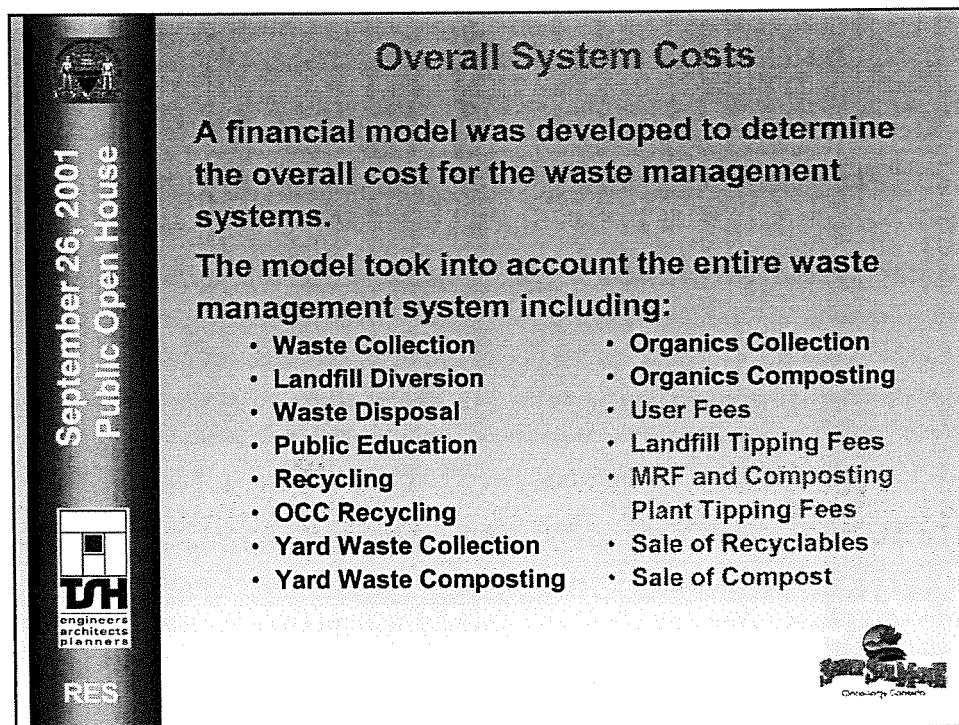 Overall System Costs
A financial model was developed to determine
the overall cost for the waste management
systems.
The model took into account the entire waste
management system including:
· Waste Collection
· Landfill Diversion
· Waste Disposal
· Public Education
· Recycling
· OCC Recycling
· Yard Waste Collection
· Yard Waste Composting
· Organics Collection
· Organics Composting
· User Fees
· Landfill Tipping Fees
· MRF and Composting
Plant Tipping Fees
· Sale of Recyclables
· Sale of Compost
September 26, 2001
Public Open House
TSH
engineers
architects
planners
RES